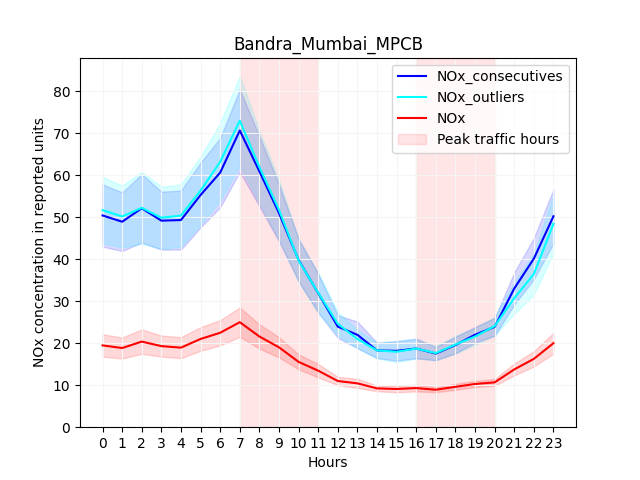 Bandra_Mumbai_MPCB
NOx_consecutives
NOx_outliers
NOx
Peak traffic hours
NOx concentration in reported units
80
70
60
50
40
30
20
10
0
0 1 2 3 4 5 6 7 8 9 10 11 12 13 14 15 16 17 18 19 20 21 22 23
Hours